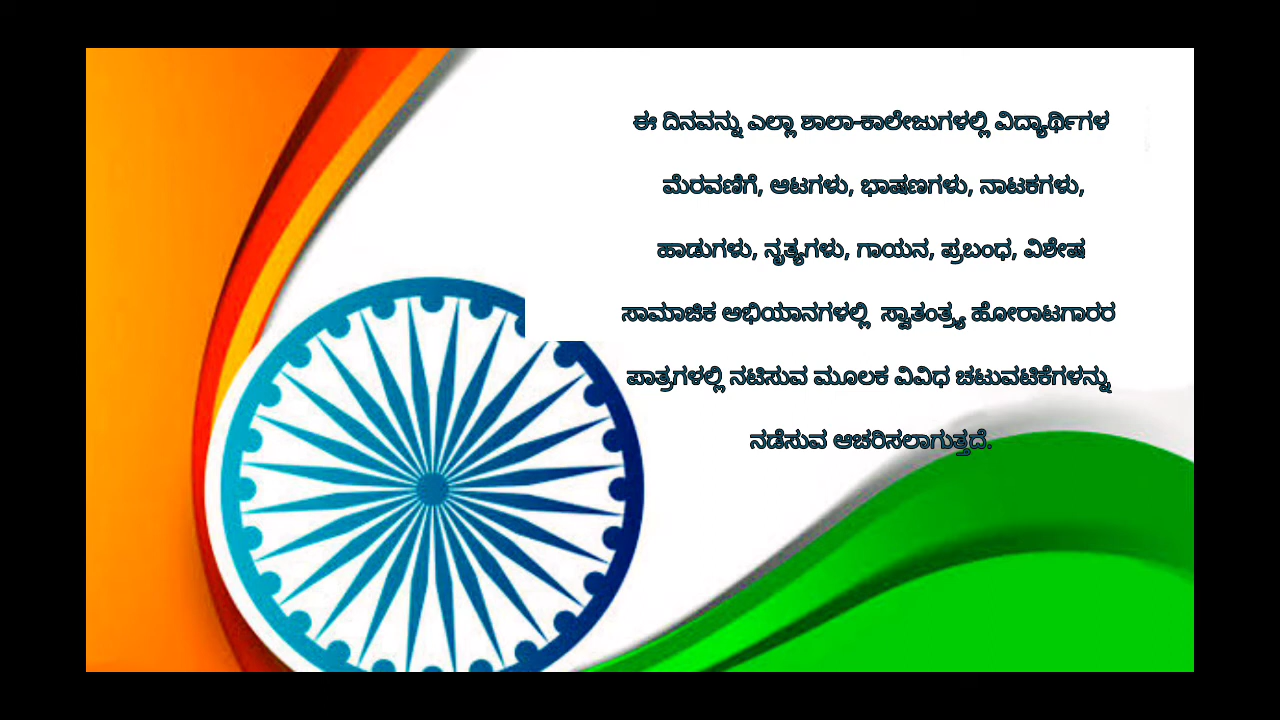 ಈ ದಿನವನ್ನು ಎಲ್ಲಾ ಶಾಲಾ-ಕಾಲೇಜುಗಳಲ್ಲಿ ವಿದ್ಯಾರ್ಥಿಗಳ
ಮೆರವಣಿಗೆ, ಆಟಗಳು, ಭಾಷಣಗಳು, ನಾಟಕಗಳು,
ಹಾಡುಗಳು, ನೃತ್ಯಗಳು, ಗಾಯನ, ಪ್ರಬಂಧ, ವಿಶೇಷ
ಸಾಮಾಜಿಕ ಅಭಿಯಾನಗಳಲ್ಲಿ ಸ್ವಾತಂತ್ರ್ಯ ಹೋರಾಟಗಾರರ
ಪಾತ್ರಗಳಲ್ಲಿ ನಟಿಸುವ ಮೂಲಕ ವಿವಿಧ ಚಟುವಟಿಕೆಗಳನ್ನು
ನಡೆಸುವ ಆಚರಿಸಲಾಗುತ್ತದೆ.